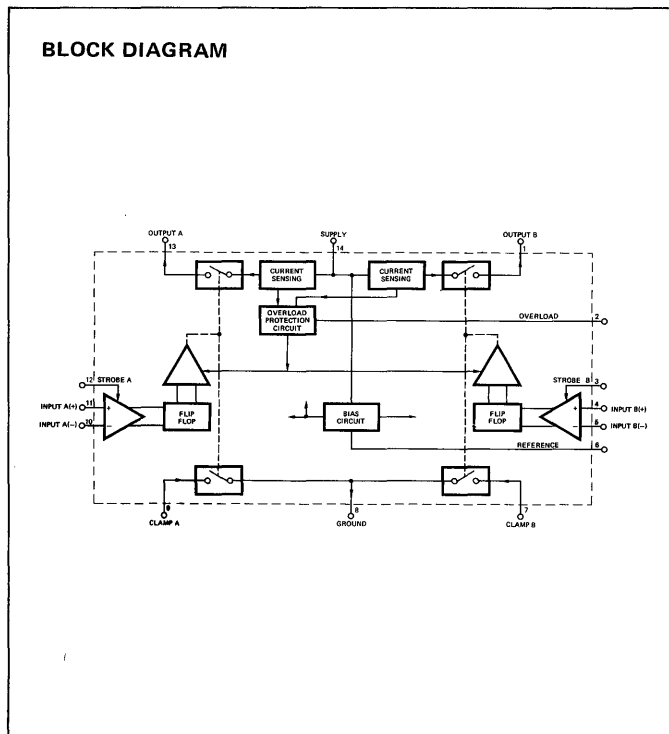 BLOCK DIAGRAM
OUTPUT A
SUPPLY
OUTPUT B
13
14
1
CURRENT
SENSING
CURRENT
SENSING
OVERLOAD
PROTECTION
CIRCUIT
OVERLOAD
2
12
STROBE A
STROBE B
3
INPUT A(+)
11
+
FLIP
FLOP
BIAS
CIRCUIT
FLIP
FLOP
+
4
INPUT B(+)
INPUT A(−)
10
−
−
5
INPUT B(−)
REFERENCE
6
9
8
7
CLAMP A
GROUND
CLAMP B